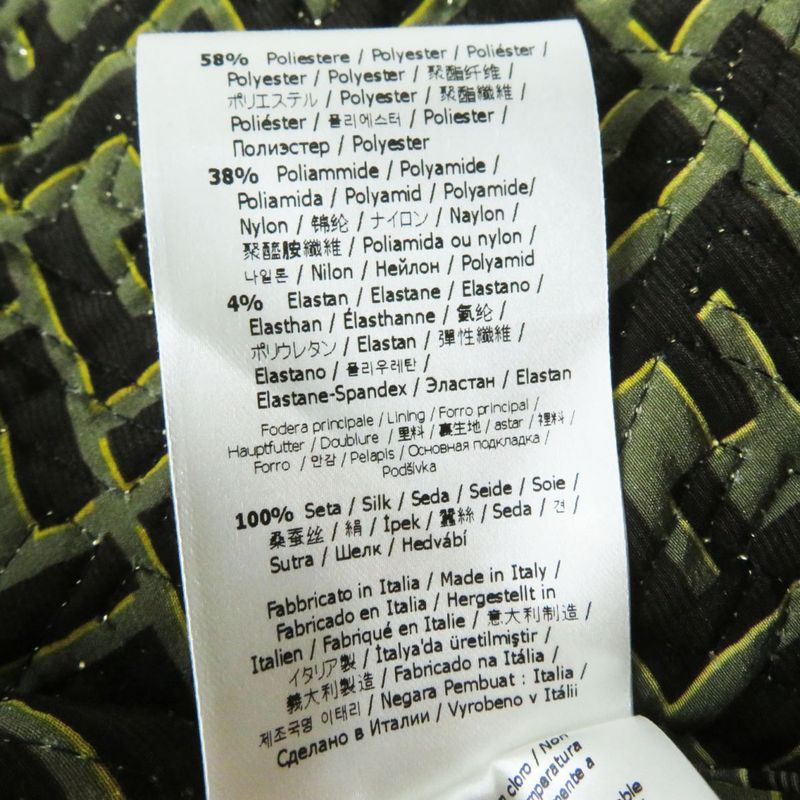 58% Poliestere / Polyester / Poliéster /
Polyester / Polyester / 聚酯纤维 /
ポリエステル / Polyester / 聚酯纖維 /
Poliéster / 폴리에스터 / Poliester /
Полиэстер / Polyester
38% Poliammide / Polyamide /
Poliamida / Polyamid / Polyamide/
Nylon / 锦纶 / ナイロン / Naylon /
聚醯胺纖維 / Poliamida ou nylon /
나일론 / Nilon / Нейлон / Polyamid
4% Elastan / Elastane / Elastano /
Elasthan / Élasthanne / 氨纶 /
ポリウレタン / Elastan / 彈性纖維 /
Elastano / 폴리우레탄 /
Elastane-Spandex / Эластан / Elastan
Fodera principale / Lining / Forro principal /
Hauptfutter / Doublure / 里料 / 裏生地 / astar / 裡料 /
Forro / 안감 / Pelapis / Основная подкладка /
Podšívka
100% Seta / Silk / Seda / Seide / Soie /
桑蚕丝 / 絹 / İpek / 蠶絲 / Seda / 견 /
Sutra / Шелк / Hedvábí
Fabbricato in Italia / Made in Italy /
Fabricado en Italia / Hergestellt in
Italien / Fabriqué en Italie / 意大利制造 /
イタリア製 / İtalya'da üretilmiştir /
義大利製造 / Fabricado na Itália /
제조국명 이태리 / Negara Pembuat : Italia /
Сделано в Италии / Vyrobeno v Itálii
cloro / Non
temperatura